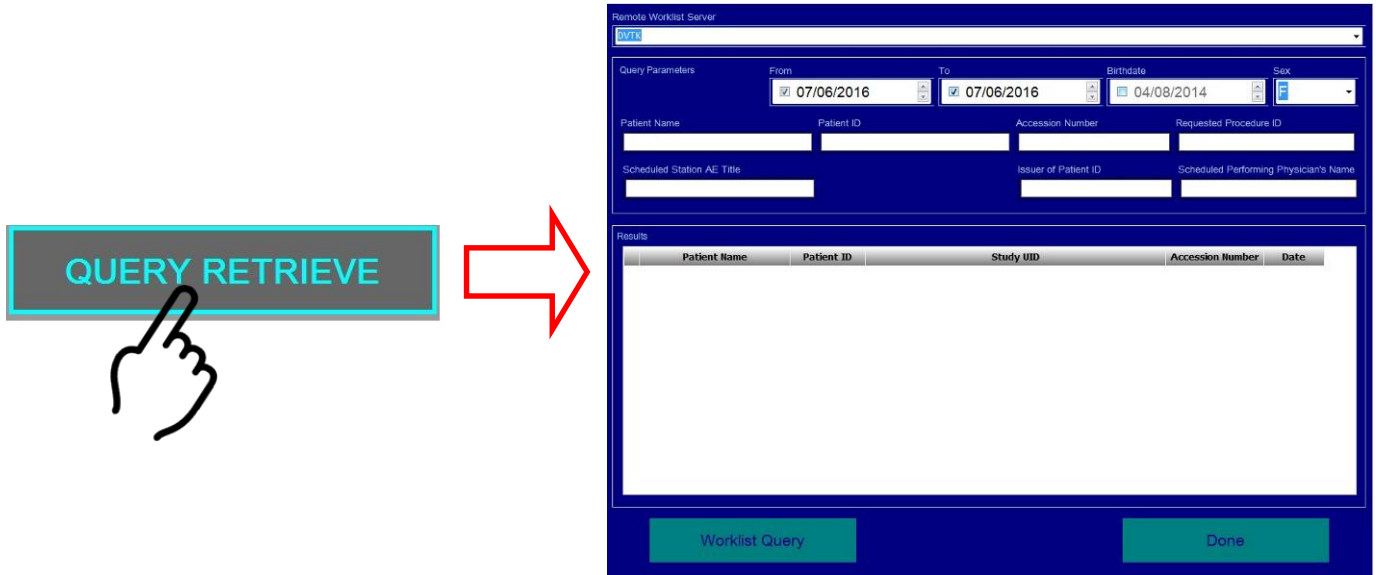 QUERY RETRIEVE
Remote Worklist Server
DVTK
Query Parameters From To Birthdate Sex
07/06/2016 07/06/2016 04/08/2014 F
Patient Name Patient ID Accession Number Requested Procedure ID
Scheduled Station AE Title Issuer of Patient ID Scheduled Performing Physician's Name
Results
Patient Name Patient ID Study UID Accession Number Date
Worklist Query Done